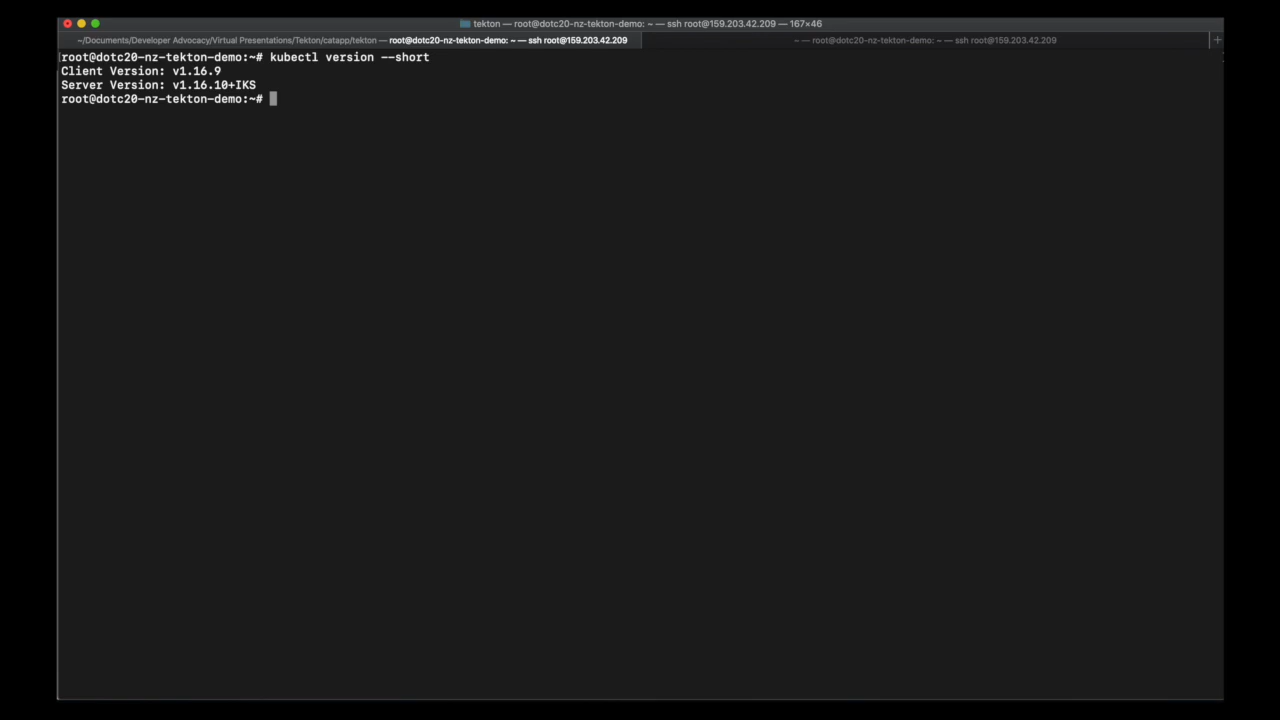 tekton — root@dotc20-nz-tekton-demo: ~ — ssh root@159.203.42.209 — 167×46
~/Documents/Developer Advocacy/Virtual Presentations/Tekton/catapp/tekton — root@dotc20-nz-tekton-demo: ~ — ssh root@159.203.42.209
~ — root@dotc20-nz-tekton-demo: ~ — ssh root@159.203.42.209
root@dotc20-nz-tekton-demo:~# kubectl version --short
Client Version: v1.16.9
Server Version: v1.16.10+IKS
root@dotc20-nz-tekton-demo:~#